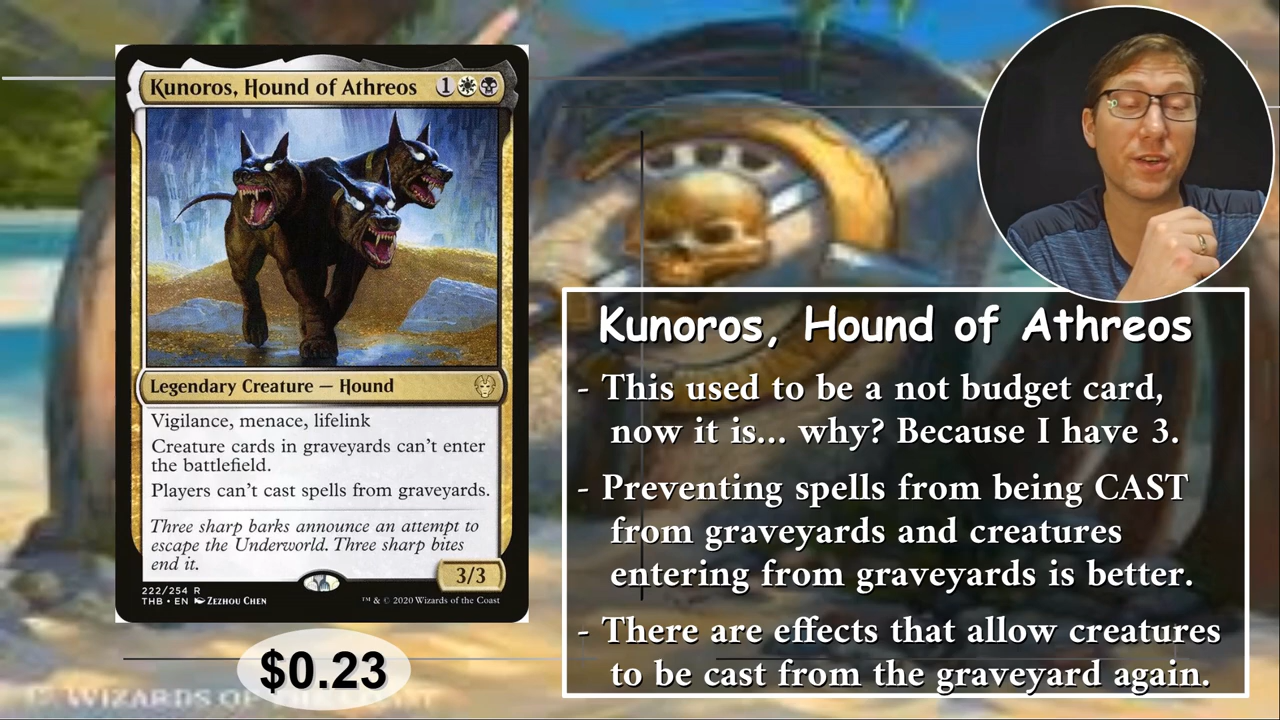 Kunoros, Hound of Athreos 1
Legendary Creature — Hound
Vigilance, menace, lifelink
Creature cards in graveyards can't enter
the battlefield.
Players can't cast spells from graveyards.
Three sharp barks announce an attempt to
escape the Underworld. Three sharp bites
end it.
3/3
222/254 R
THB • EN Zezhou Chen
™ & © 2020 Wizards of the Coast
$0.23
Kunoros, Hound of Athreos
- This used to be a not budget card,
now it is... why? Because I have 3.
- Preventing spells from being CAST
from graveyards and creatures
entering from graveyards is better.
- There are effects that allow creatures
to be cast from the graveyard again.
© WIZARDS OF